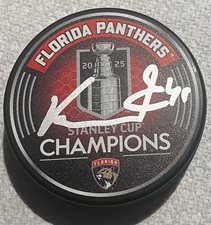 FLORIDA PANTHERS
2025
STANLEY CUP
CHAMPIONS
FLORIDA